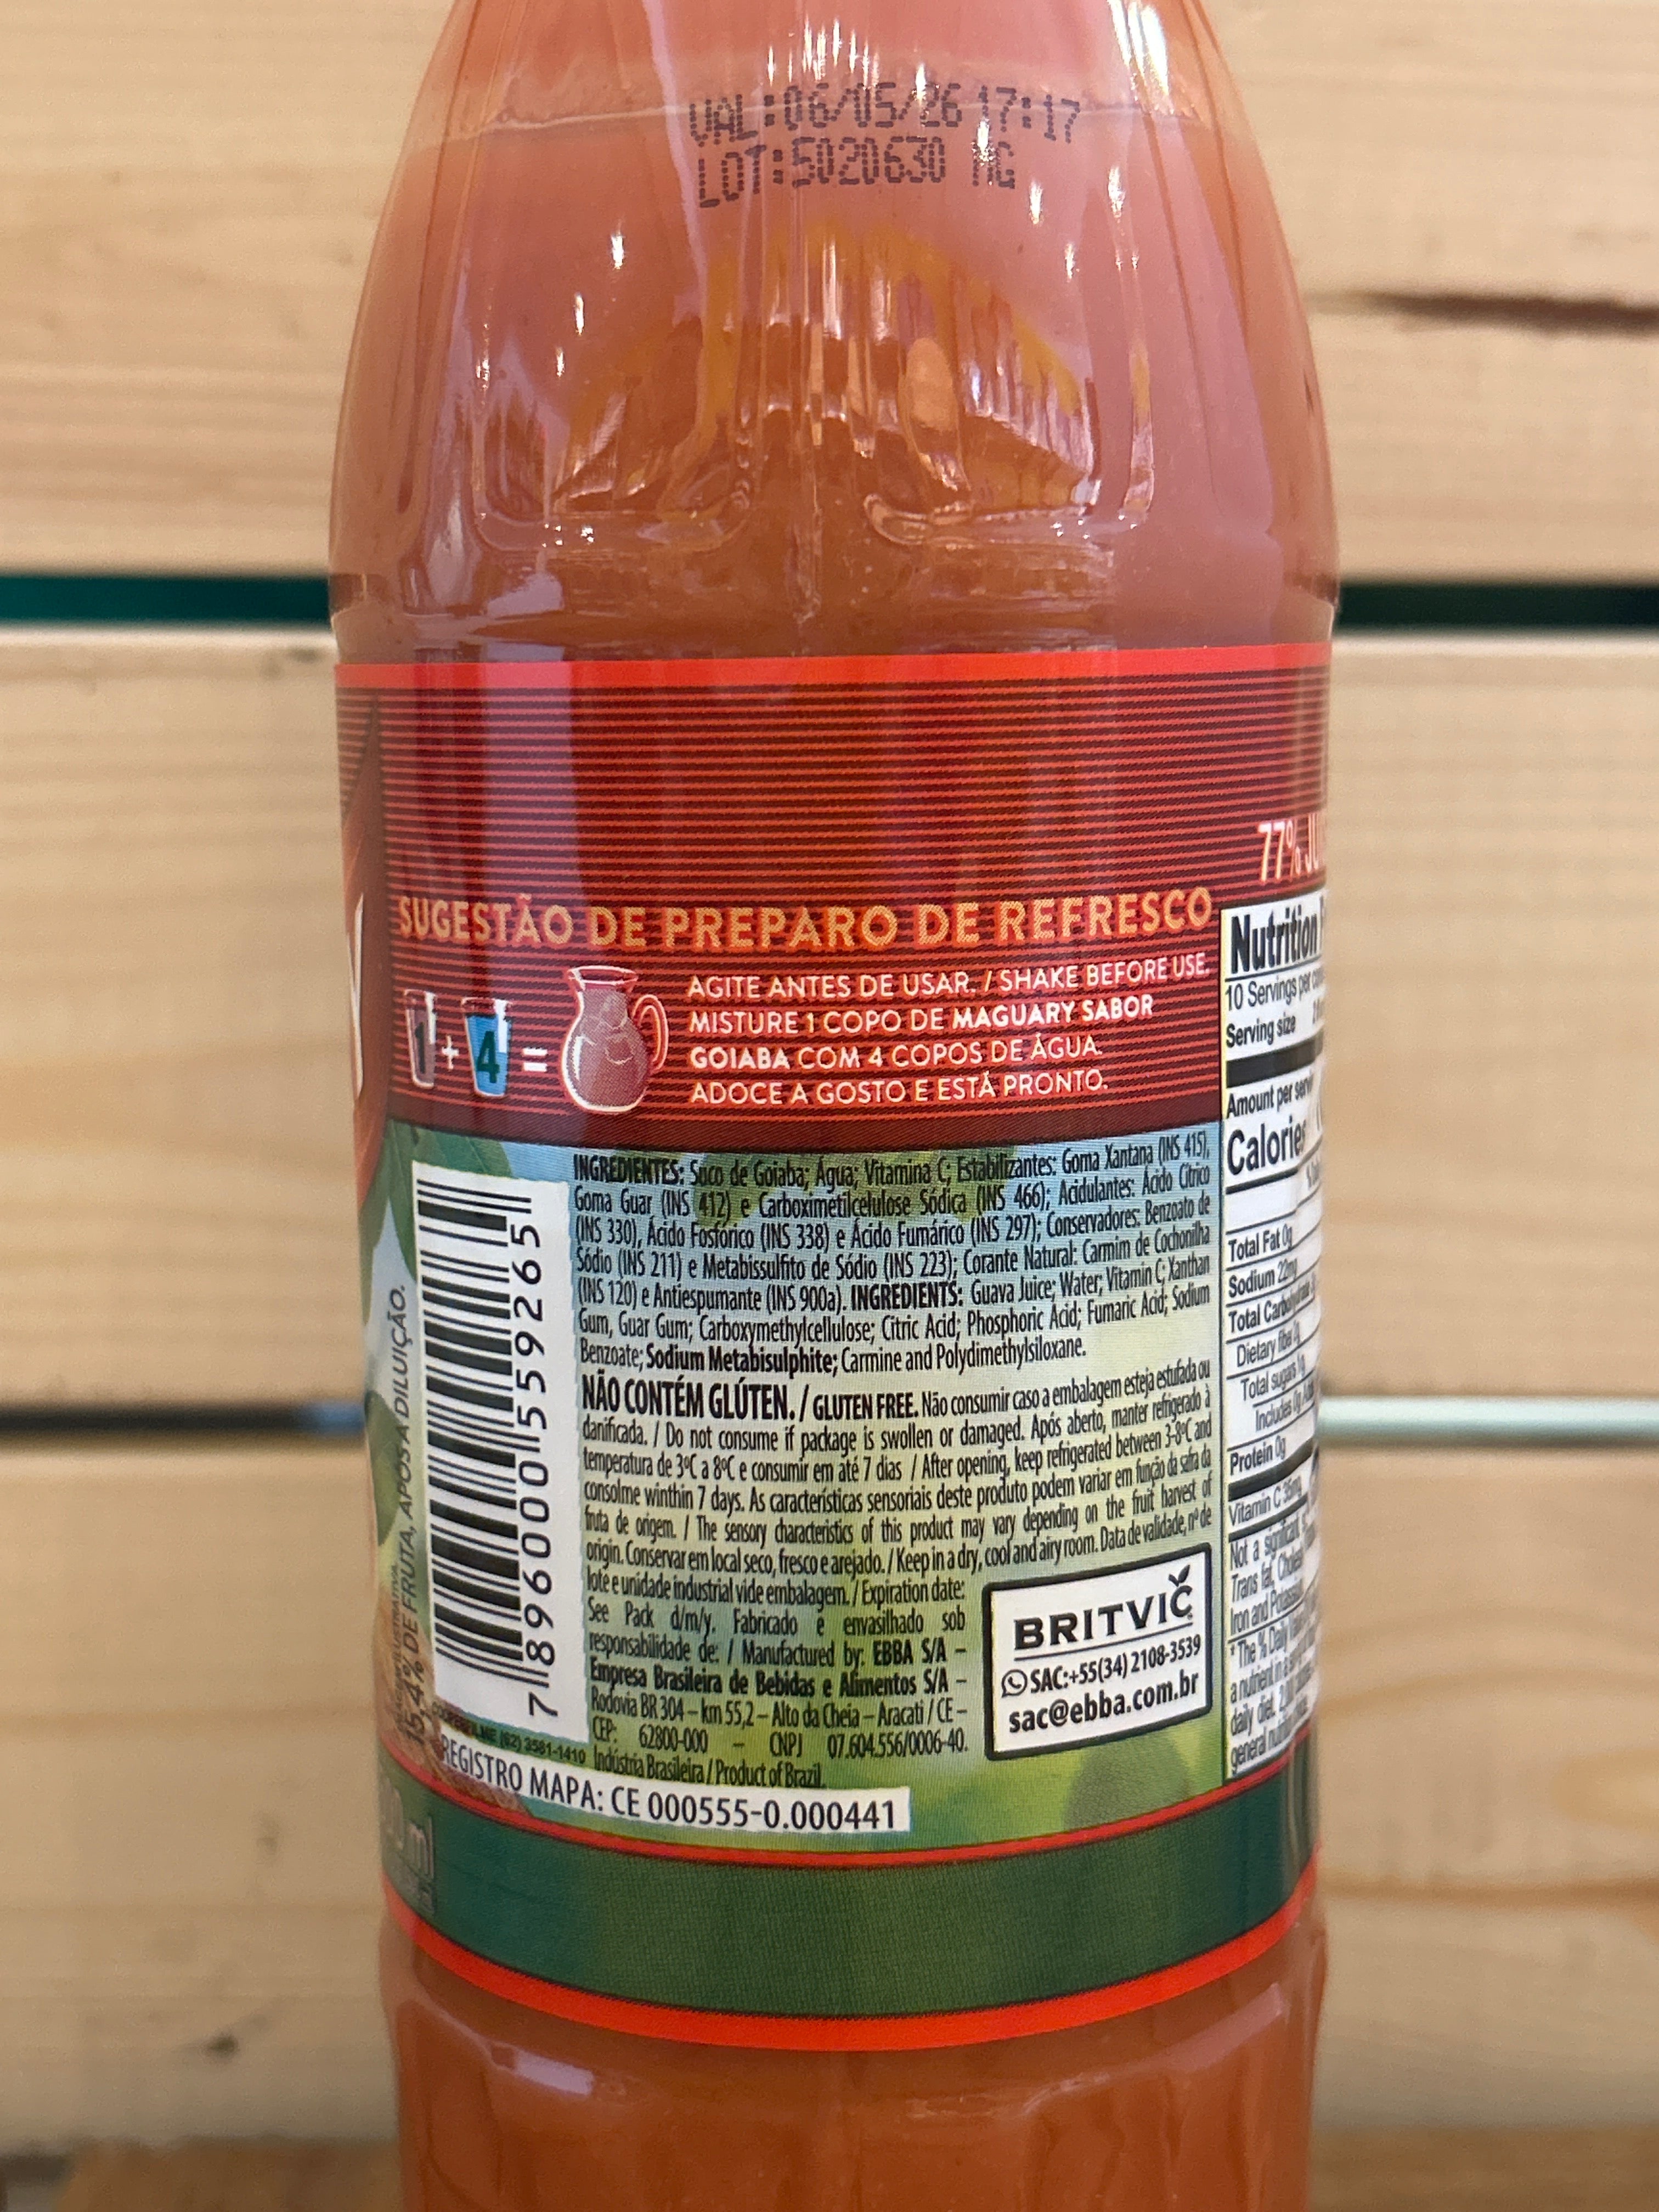 VAL:06/05/26 17:17
LOT:5020630 MG
77%
SUGESTÃO DE PREPARO DE REFRESCO
1 + 4 =
AGITE ANTES DE USAR. / SHAKE BEFORE USE.
MISTURE 1 COPO DE MAGUARY SABOR
GOIABA COM 4 COPOS DE ÁGUA.
ADOCE A GOSTO E ESTÁ PRONTO.
INGREDIENTES: Suco de Goiaba; Água; Vitamina C; Estabilizantes: Goma Xantana (INS 415),
Goma Guar (INS 412) e Carboximetilcelulose Sódica (INS 466); Acidulantes: Ácido Cítrico
(INS 330), Ácido Fosfórico (INS 338) e Ácido Fumárico (INS 297); Conservadores: Benzoato de
Sódio (INS 211) e Metabissulfito de Sódio (INS 223); Corante Natural: Carmim de Cochonilha
(INS 120) e Antiespumante (INS 900a). INGREDIENTS: Guava Juice; Water; Vitamin C; Xanthan
Gum, Guar Gum; Carboxymethylcellulose; Citric Acid; Phosphoric Acid; Fumaric Acid; Sodium
Benzoate; Sodium Metabisulphite; Carmine and Polydimethylsiloxane.
NÃO CONTÉM GLÚTEN. / GLUTEN FREE. Não consumir caso a embalagem esteja estufada ou
danificada. / Do not consume if package is swollen or damaged. Após aberto, manter refrigerado à
temperatura de 3ºC a 8ºC e consumir em até 7 dias / After opening, keep refrigerated between 3-8ºC and
consolme winthin 7 days. As características sensoriais deste produto podem variar em função da safra da
fruta de origem. / The sensory characteristics of this product may vary depending on the fruit harvest of
origin. Conservar em local seco, fresco e arejado. / Keep in a dry, cool and airy room. Data de validade, nº de
lote e unidade industrial vide embalagem. / Expiration date:
See Pack d/m/y. Fabricado e envasilhado sob
responsabilidade de: / Manufactured by: EBBA S/A –
Empresa Brasileira de Bebidas e Alimentos S/A –
Rodovia BR 304 – km 55,2 – Alto da Cheia – Aracati / CE –
CEP: 62800-000 – CNPJ 07.604.556/0006-40.
Indústria Brasileira / Product of Brazil.
BRITVIC
SAC:+55(34) 2108-3539
sac@ebba.com.br
7 896000 559265
15,4% DE FRUTA, APÓS A DILUIÇÃO.
(62) 3581-1410
REGISTRO MAPA: CE 000555-0.000441
Nutrition
10 Servings per
Serving size
Amount per
Calories
Total Fat 0g
Sodium 22mg
Total
Dietary
Total sugars
Includes
Protein 0g
Vitamin C
Not a significant
Trans fat,
Iron and
* The % Daily
a nutrient in a
daily diet.
general